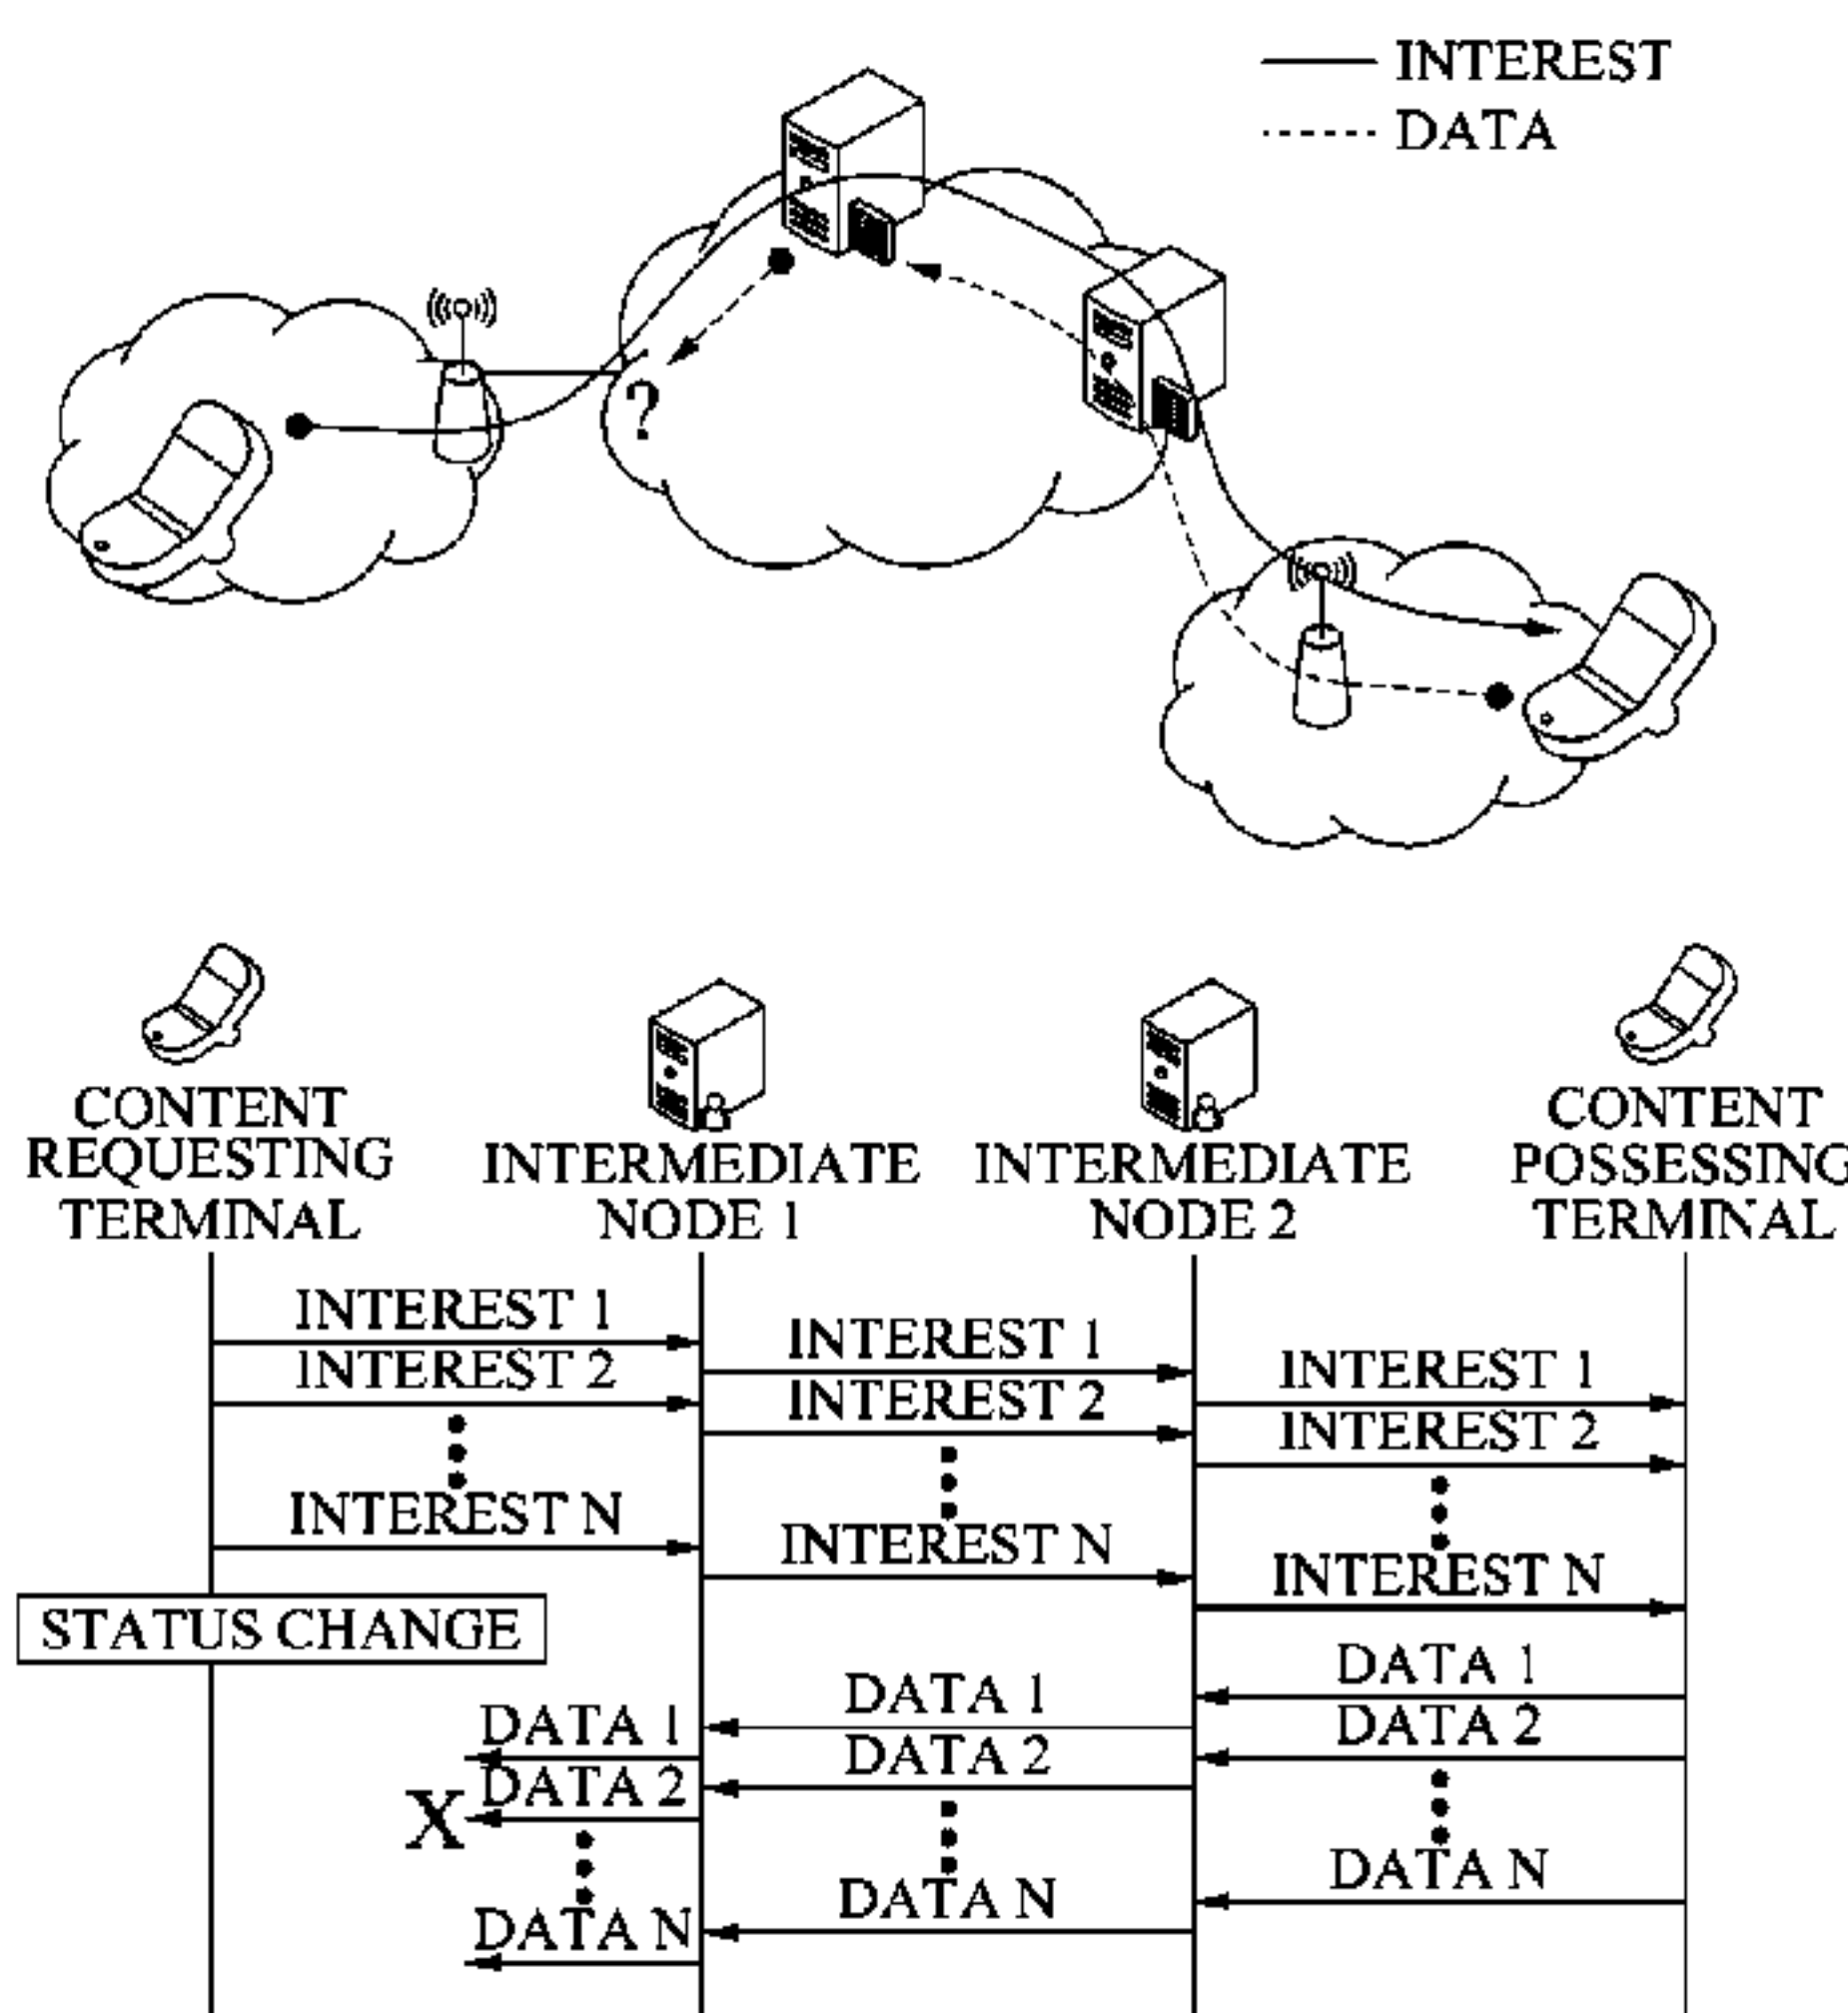 INTEREST
DATA
?
CONTENT
REQUESTING
TERMINAL
INTERMEDIATE
NODE 1
INTERMEDIATE
NODE 2
CONTENT
POSSESSING
TERMINAL
INTEREST 1
INTEREST 1
INTEREST 1
INTEREST 2
INTEREST 2
INTEREST 2
INTEREST N
INTEREST N
INTEREST N
STATUS CHANGE
DATA 1
DATA 1
DATA 1
DATA 2
DATA 2
DATA 2
X
DATA N
DATA N
DATA N